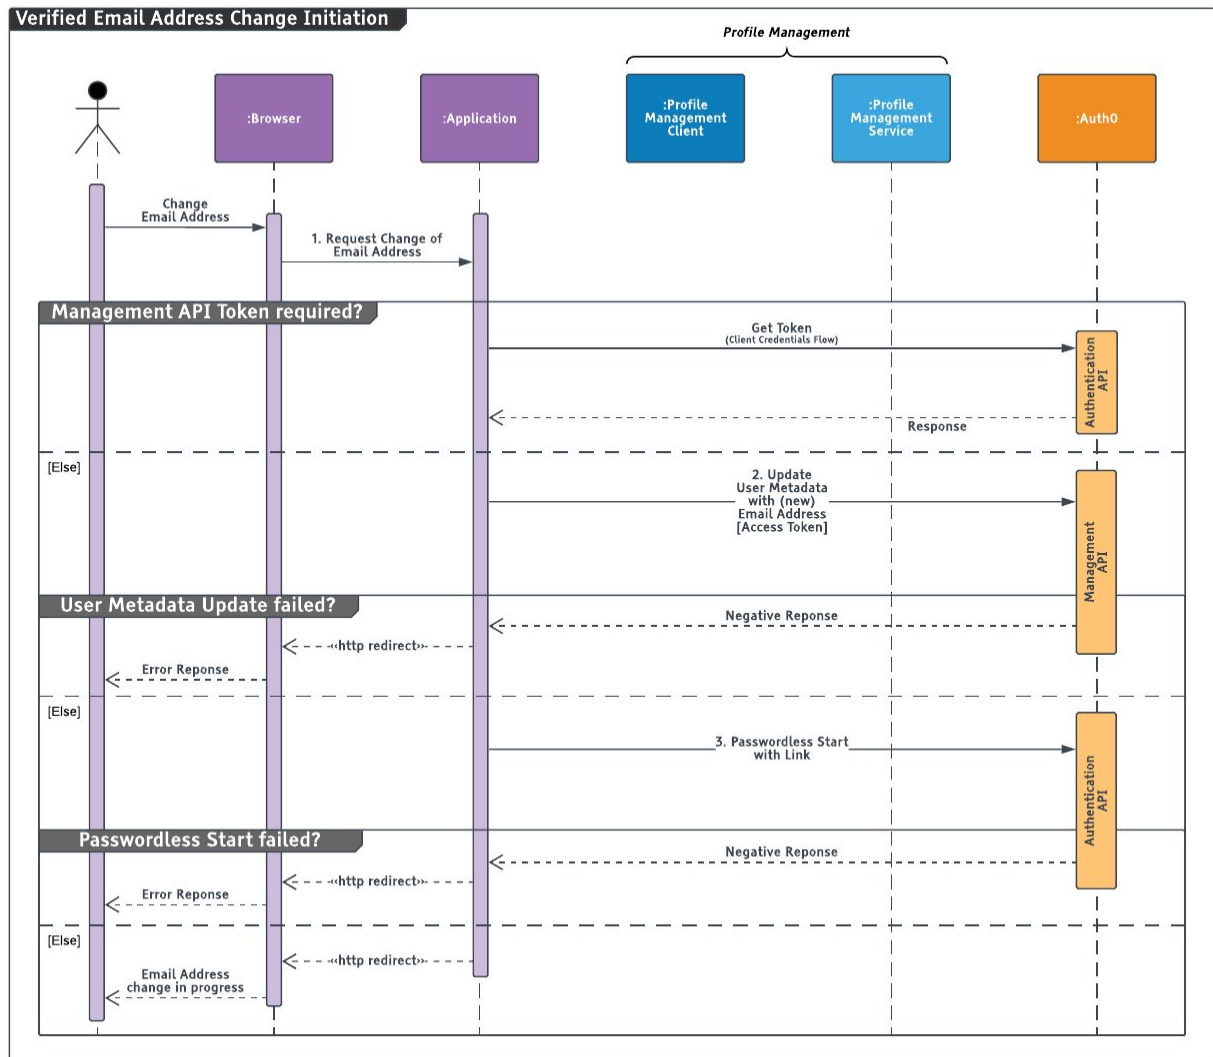 Verified Email Address Change Initiation
Profile Management
:Browser
:Application
:Profile
Management
Client
:Profile
Management
Service
:Auth0
Change
Email Address
1. Request Change of
Email Address
Management API Token required?
Get Token
(Client Credentials Flow)
Authentication
API
Response
[Else]
2. Update
User Metadata
with (new)
Email Address
[Access Token]
Management
API
User Metadata Update failed?
Negative Reponse
‹‹http redirect››
Error Reponse
[Else]
3. Passwordless Start
with Link
Authentication
API
Passwordless Start failed?
Negative Reponse
‹‹http redirect››
Error Reponse
[Else]
‹‹http redirect››
Email Address
change in progress